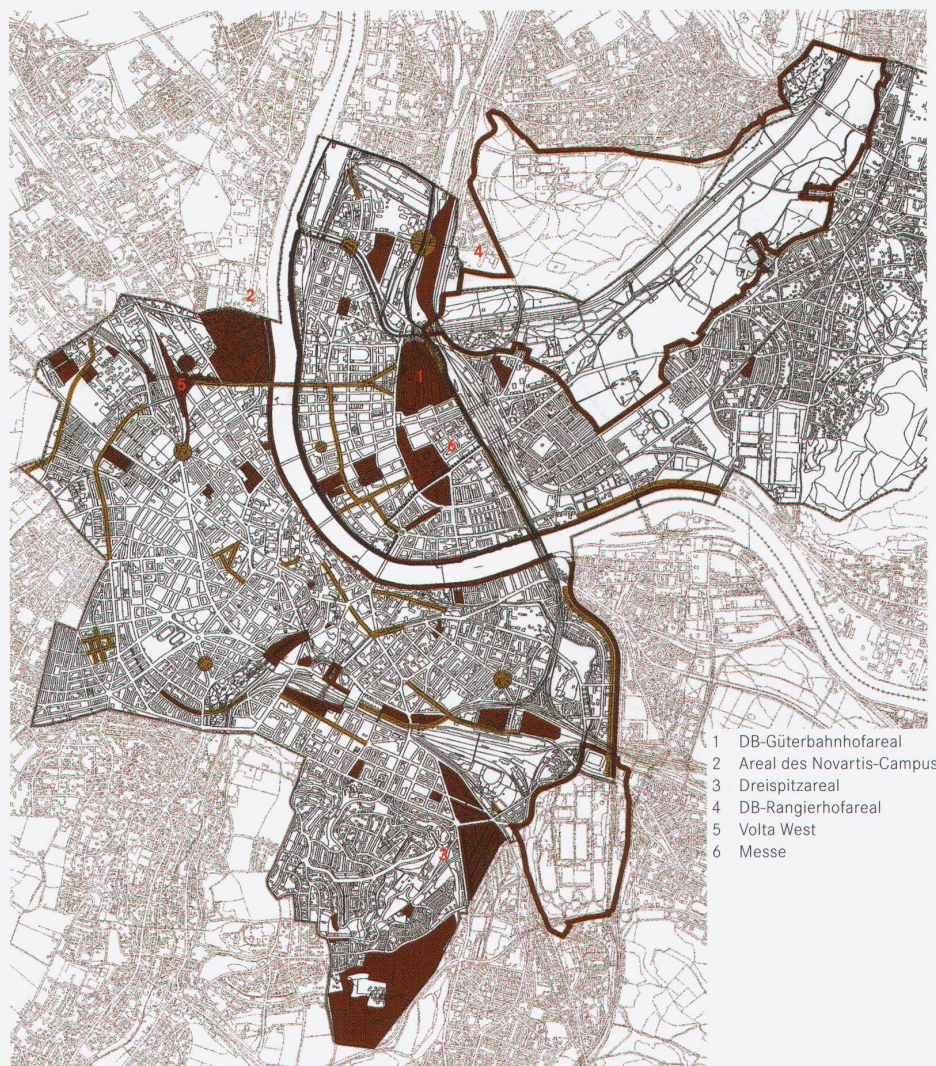 4
2
5
1
6
3
1 DB-Güterbahnhofareal
2 Areal des Novartis-Campus
3 Dreispitzareal
4 DB-Rangierhofareal
5 Volta West
6 Messe